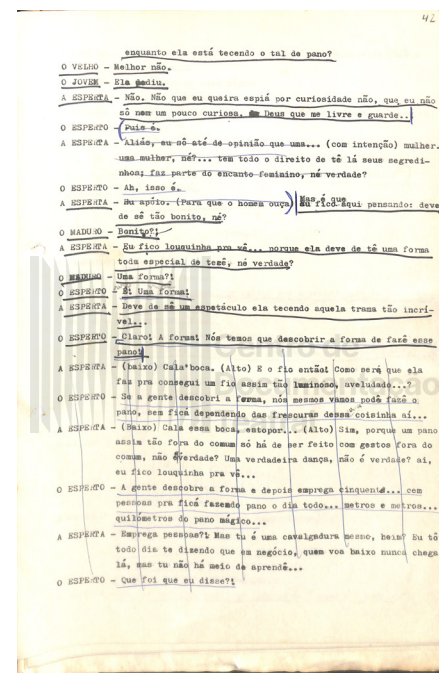 42
enquanto ela está tecendo o tal de pano?
O VELHO - Melhor não.
O JOVEM - Ela pediu.
A ESPERTA - Não. Não que eu queira espiá por curiosidade não, que eu não
sô nem um pouco curiosa, Deus que me livre e guarde..
O ESPERTO - Puis é.
A ESPERTA - Aliás, eu sô até de opinião que uma... (com intenção) mulher.
uma mulher, né?... tem todo o direito de tê lá seus segredi-
nhos; faz parte do encanto feminino, né verdade?
O ESPERTO - Ah, isso é.
A ESPERTA - Eu apóio. (Para que o homem ouça) Mas é que eu fico aqui pensando: deve
de sê tão bonito, né?
O MADURO - Bonito?!
A ESPERTA - Eu fico louquinha pra vê... porque ela deve de tê uma forma
toda especial de tecê, né verdade?
O MADURO - Uma forma?!
O ESPERTO - É! Uma forma!
A ESPERTA - Deve de sê um espetáculo ela tecendo aquela trama tão incrí-
vel...
O ESPERTO - Claro! A forma! Nós temos que descobrir a forma de fazê esse
pano!
A ESPERTA - (baixo) Cala boca. (Alto) E o fio então! Como será que ela
faz pra consegui um fio assim tão luminoso, aveludado...?
O ESPERTO - Se a gente descobri a forma, nós mesmos vamos podê fazê o
pano, sem ficá dependendo das frescuras dessa coisinha aí...
A ESPERTA - (Baixo) Cala essa boca, estopor... (Alto) Sim, porque um pano
assim tão fora do comum só há de ser feito com gestos fora do
comum, não é verdade? Uma verdadeira dança, não é verdade? ai,
eu fico louquinha pra vê...
O ESPERTO - A gente descobre a forma e depois emprega cinquenta... cem
pessoas pra ficá fazendo pano o dia todo... metros e metros...
quilômetros do pano mágico...
A ESPERTA - Emprega pessoas?! Mas tu é uma cavalgadura mesmo, heim? Eu tô
todo dia te dizendo que em negócio, quem voa baixo nunca chega
lá, mas tu não há meio de aprendê...
O ESPERTO - Que foi que eu disse?!